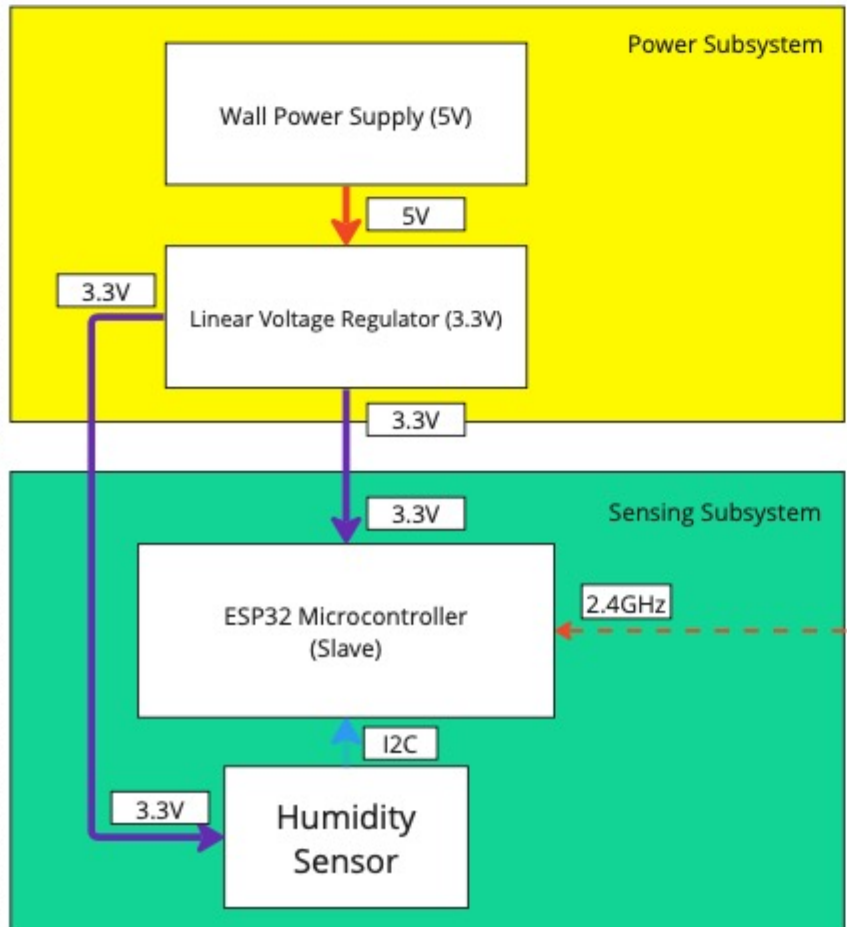 Power Subsystem
Wall Power Supply (5V)
5V
3.3V
Linear Voltage Regulator (3.3V)
3.3V
Sensing Subsystem
3.3V
2.4GHz
ESP32 Microcontroller
(Slave)
I2C
3.3V
Humidity
Sensor